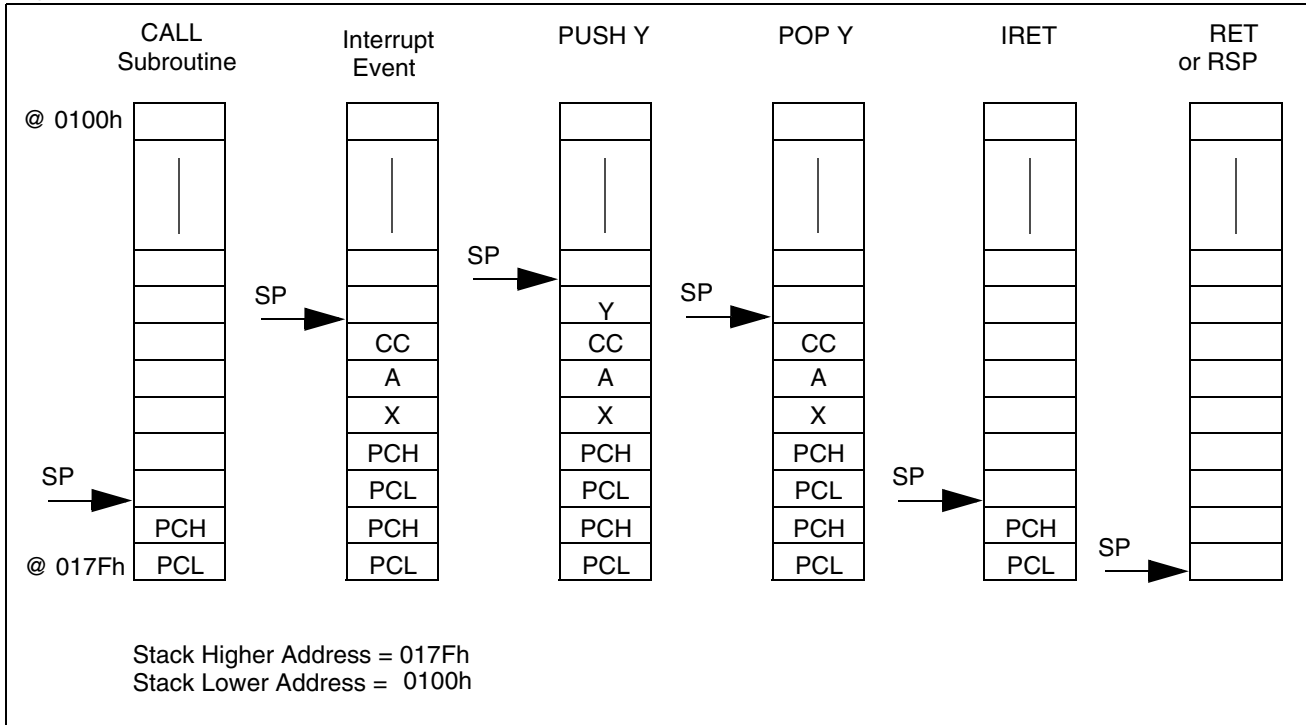 CALL
Subroutine
Interrupt
Event
PUSH Y
POP Y
IRET
RET
or RSP
@ 0100h
SP
PCH
@ 017Fh
PCL
SP
CC
A
X
PCH
PCL
PCH
PCL
SP
Y
CC
A
X
PCH
PCL
PCH
PCL
SP
CC
A
X
PCH
PCL
PCH
PCL
SP
PCH
PCL
SP
Stack Higher Address = 017Fh
Stack Lower Address = 0100h